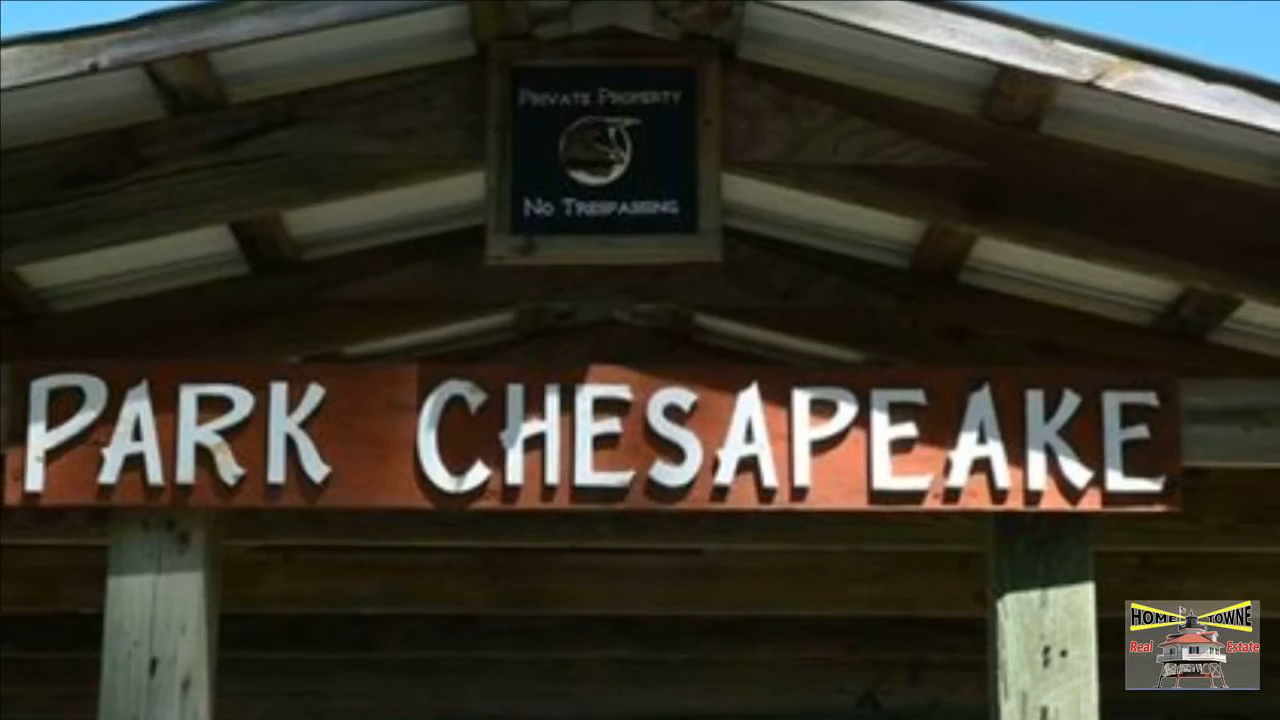 PRIVATE PROPERTY
NO TRESPASSING
PARK CHESAPEAKE
HOME TOWNE
Real Estate